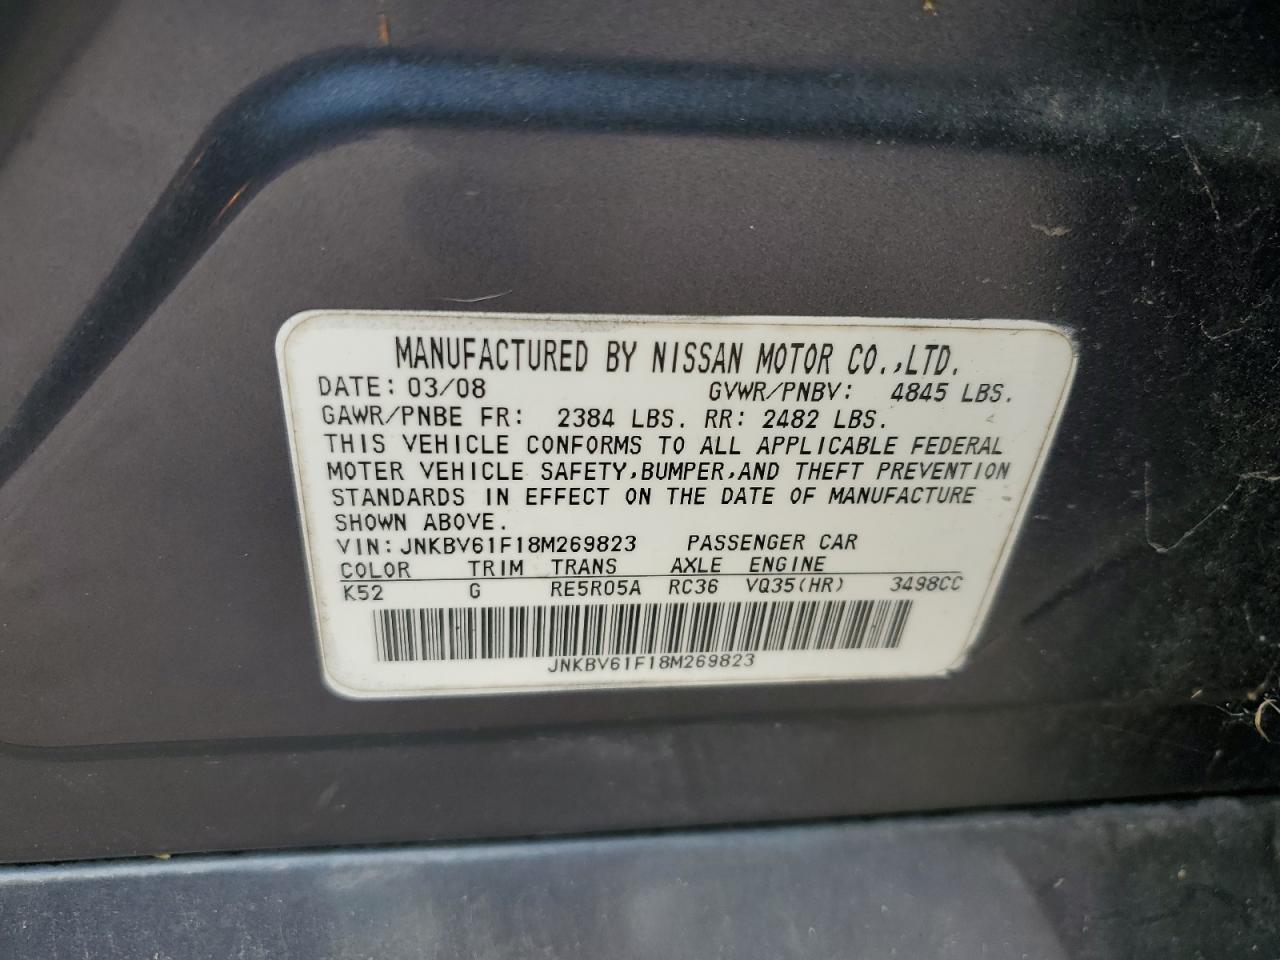 MANUFACTURED BY NISSAN MOTOR CO.,LTD.
DATE: 03/08 GVWR/PNBV: 4845 LBS.
GAWR/PNBE FR: 2384 LBS. RR: 2482 LBS.
THIS VEHICLE CONFORMS TO ALL APPLICABLE FEDERAL
MOTER VEHICLE SAFETY,BUMPER,AND THEFT PREVENTION
STANDARDS IN EFFECT ON THE DATE OF MANUFACTURE
SHOWN ABOVE.
VIN: JNKBV61F18M269823 PASSENGER CAR
COLOR TRIM TRANS AXLE ENGINE
K52 G RE5R05A RC36 VQ35(HR) 3498CC
JNKBV61F18M269823